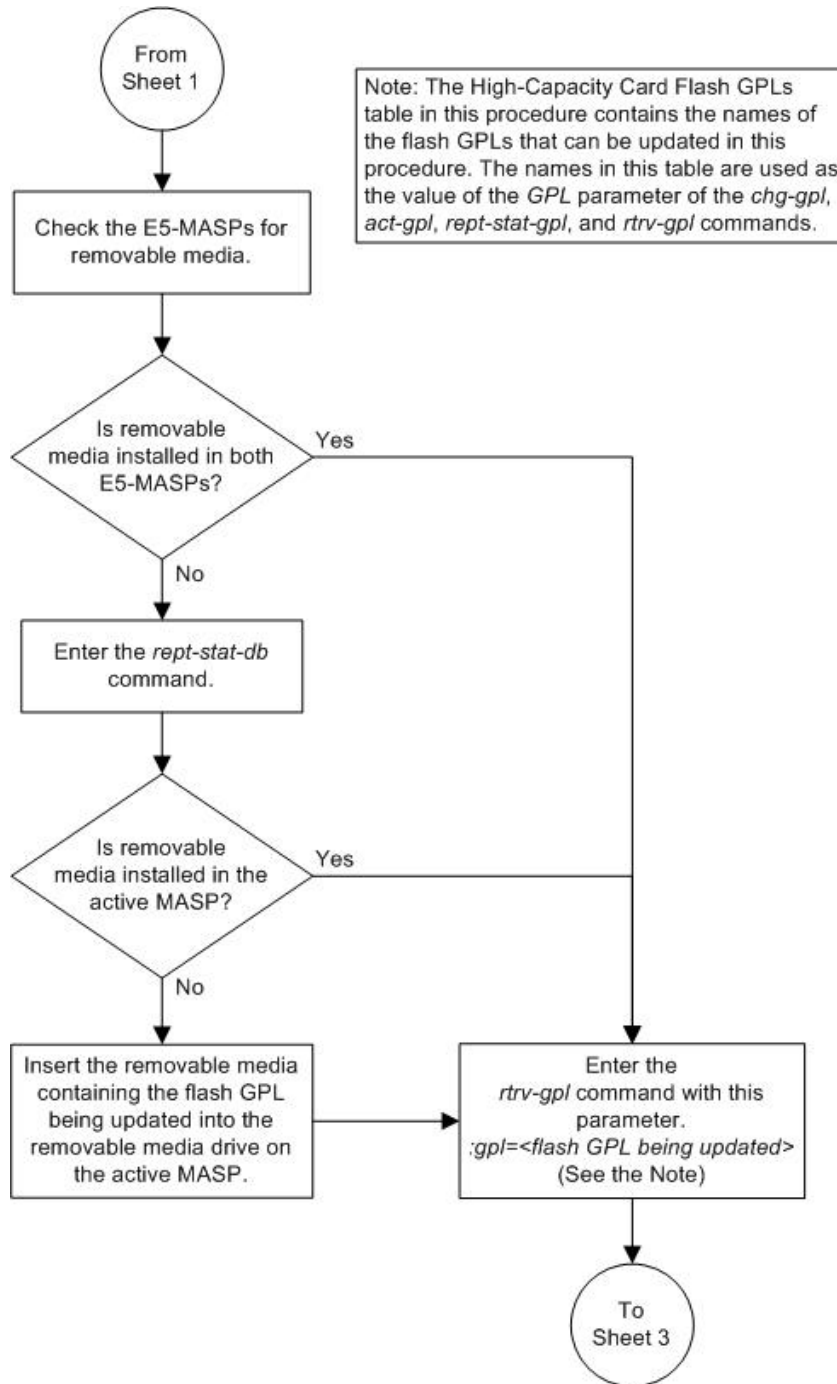 From
Sheet 1
Note: The High-Capacity Card Flash GPLs
table in this procedure contains the names of
the flash GPLs that can be updated in this
procedure. The names in this table are used as
the value of the GPL parameter of the chg-gpl,
act-gpl, rept-stat-gpl, and rtrv-gpl commands.
Check the E5-MASPs for
removable media.
Is removable
media installed in both
E5-MASPs?
Yes
No
Enter the rept-stat-db
command.
Is removable
media installed in the
active MASP?
Yes
No
Insert the removable media
containing the flash GPL
being updated into the
removable media drive on
the active MASP.
Enter the
rtrv-gpl command with this
parameter.
:gpl=<flash GPL being updated>
(See the Note)
To
Sheet 3